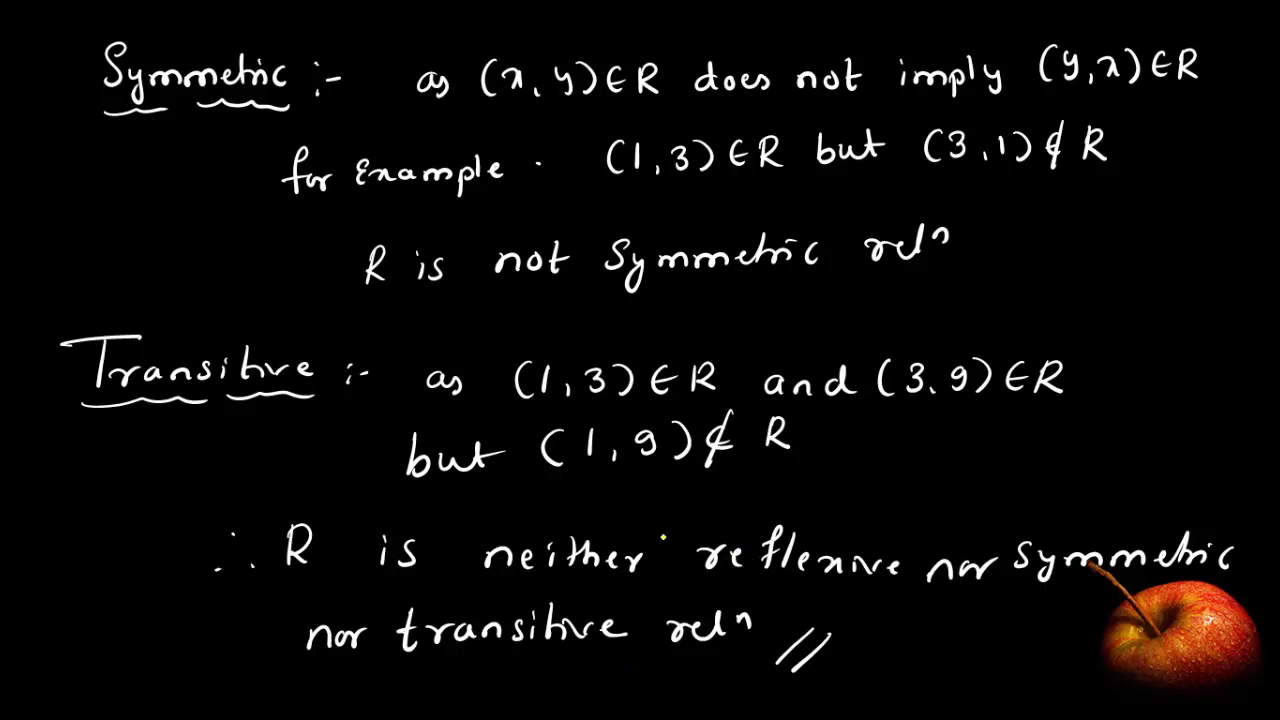 Symmetric :- as (x, y) ∈ R does not imply (y, x) ∈ R
for Example . (1, 3) ∈ R but (3, 1) ∉ R
R is not Symmetric relⁿ
Transitive :- as (1, 3) ∈ R and (3. 9) ∈ R
but (1, 9) ∉ R
∴ R is neither reflexive nor Symmetric
nor transitive relⁿ //